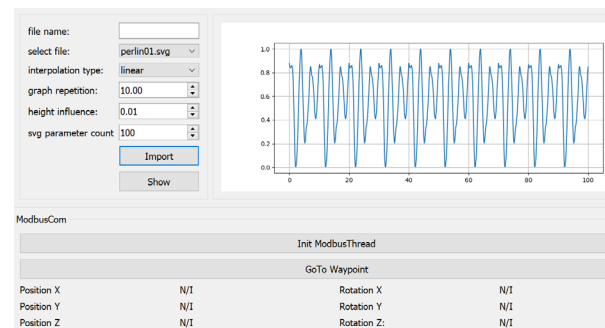 file name:
select file: perlin01.svg
interpolation type: linear
graph repetition: 10.00
height influence: 0.01
svg parameter count 100
Import
Show
1.0
0.8
0.6
0.4
0.2
0.0
0 20 40 60 80 100
ModbusCom
Init ModbusThread
GoTo Waypoint
Position X N/I Rotation X N/I
Position Y N/I Rotation Y N/I
Position Z N/I Rotation Z: N/I